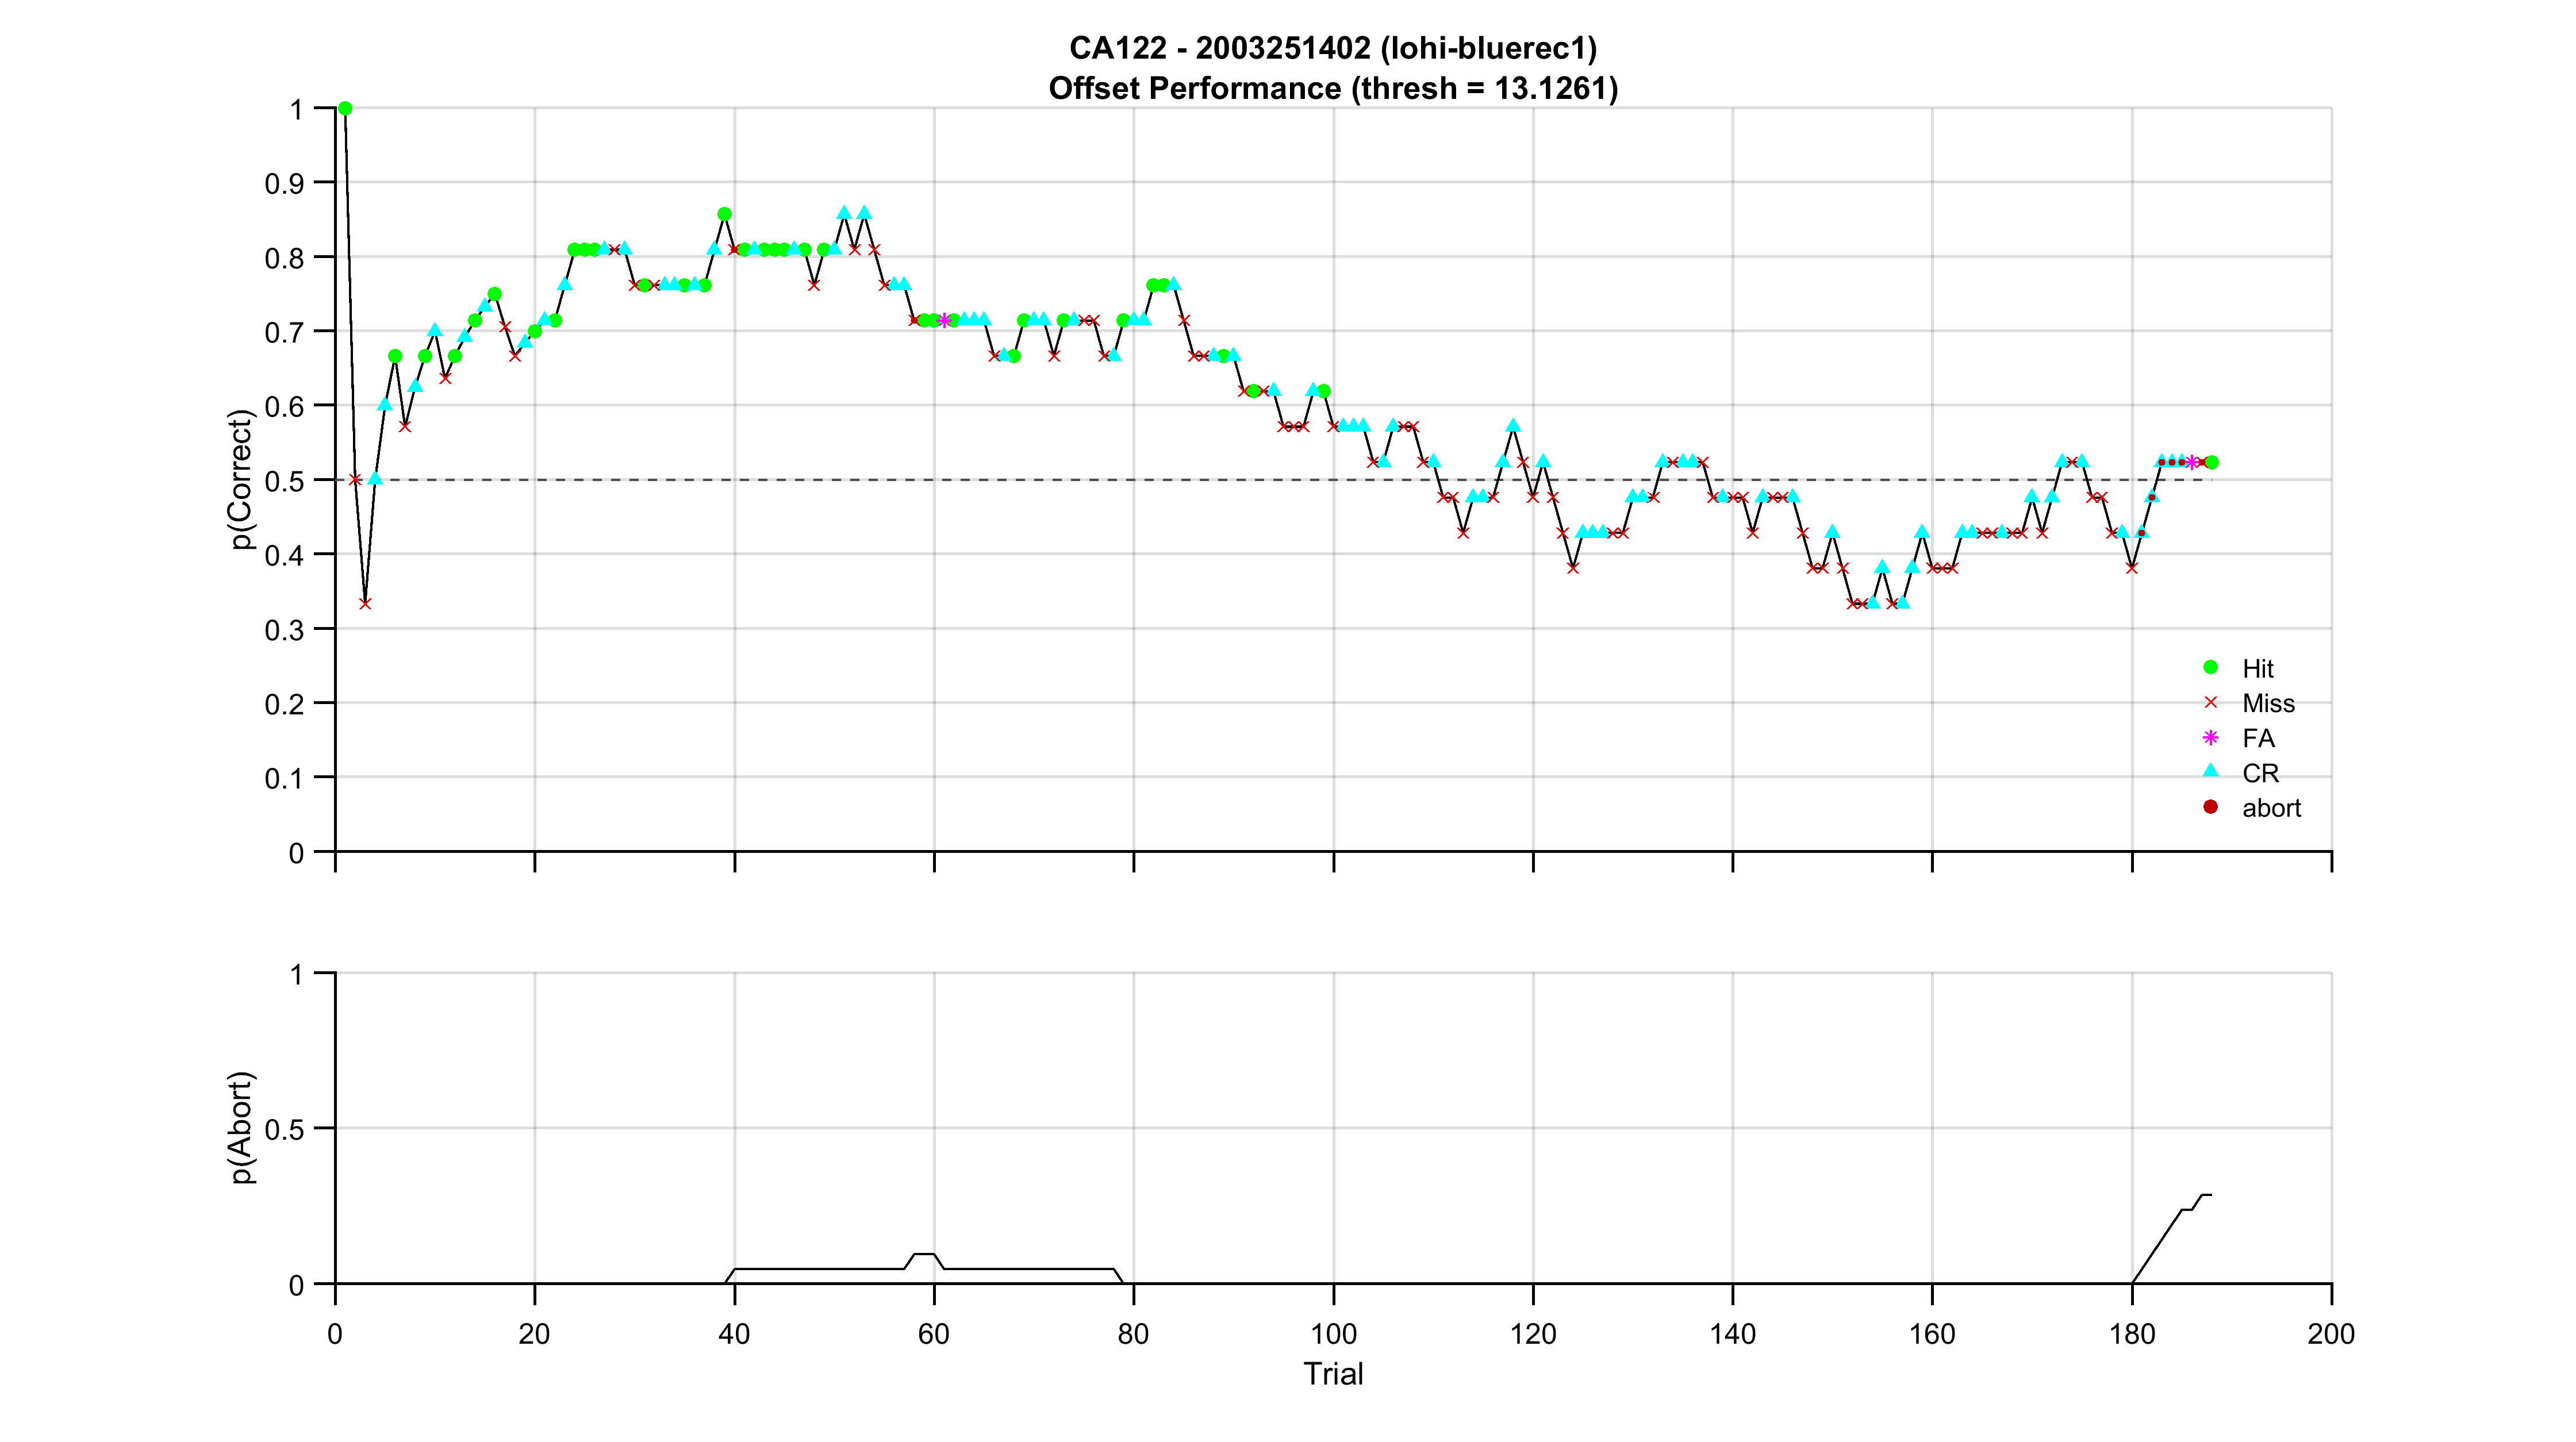 CA122 - 2003251402 (lohi-bluerec1)
Offset Performance (thresh = 13.1261)
p(Correct)
1
0.9
0.8
0.7
0.6
0.5
0.4
0.3
0.2
0.1
0
Hit
Miss
FA
CR
abort
p(Abort)
1
0.5
0
0 20 40 60 80 100 120 140 160 180 200
Trial